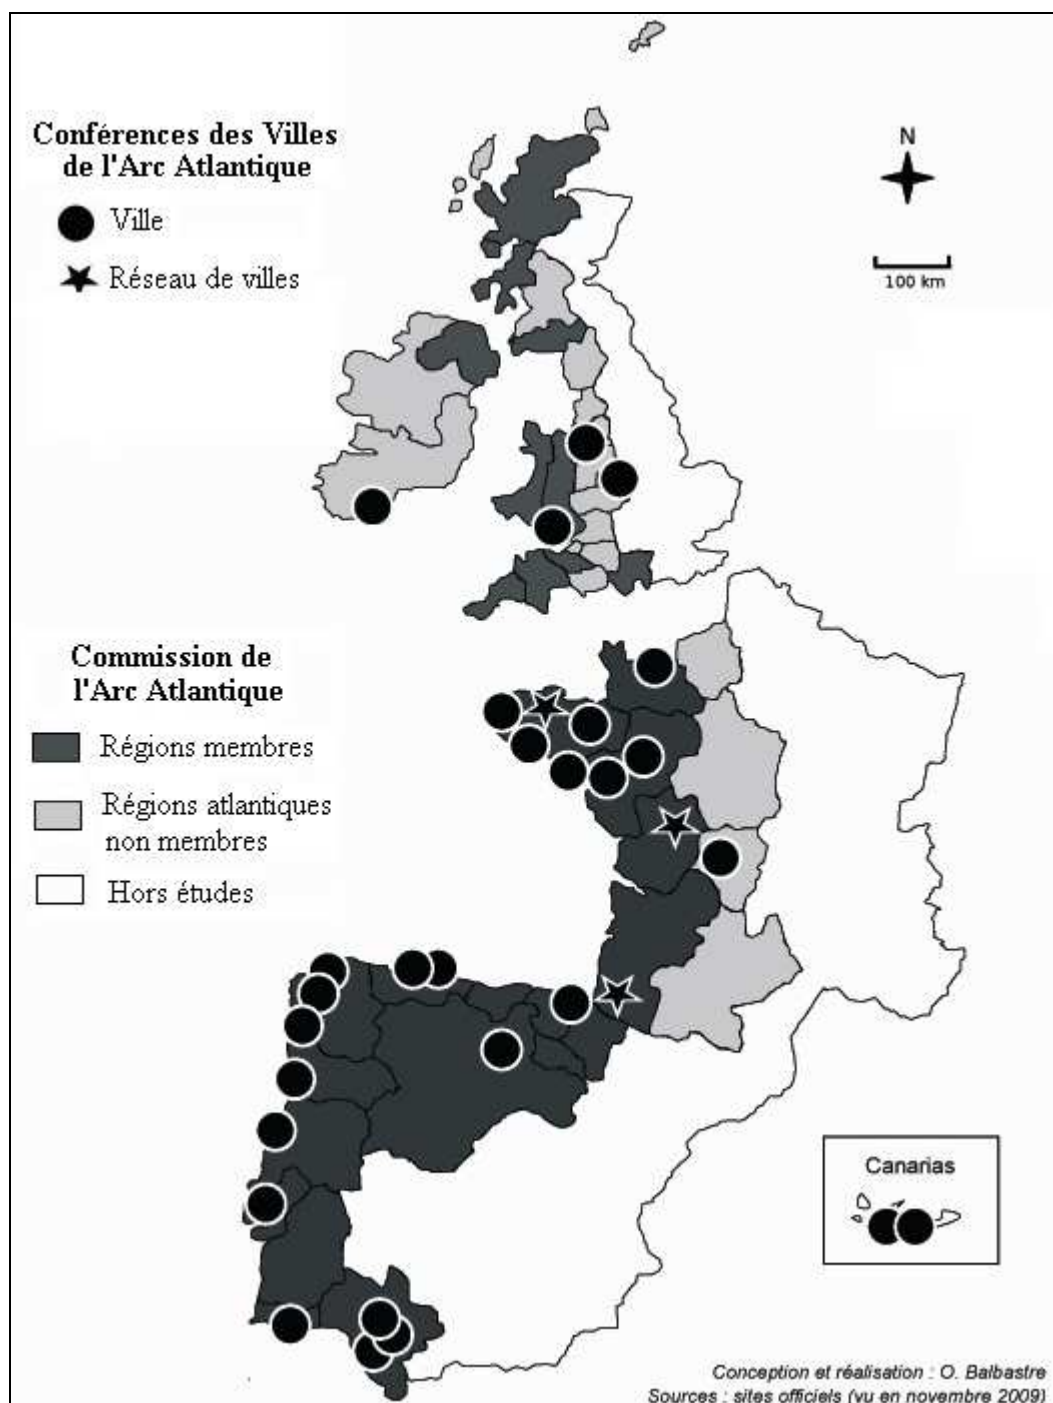 Conférences des Villes
de l'Arc Atlantique
Ville
Réseau de villes
N
100 km
Commission de
l'Arc Atlantique
Régions membres
Régions atlantiques
non membres
Hors études
Canarias
Conception et réalisation : O. Balbastre
Sources : sites officiels (vu en novembre 2009)